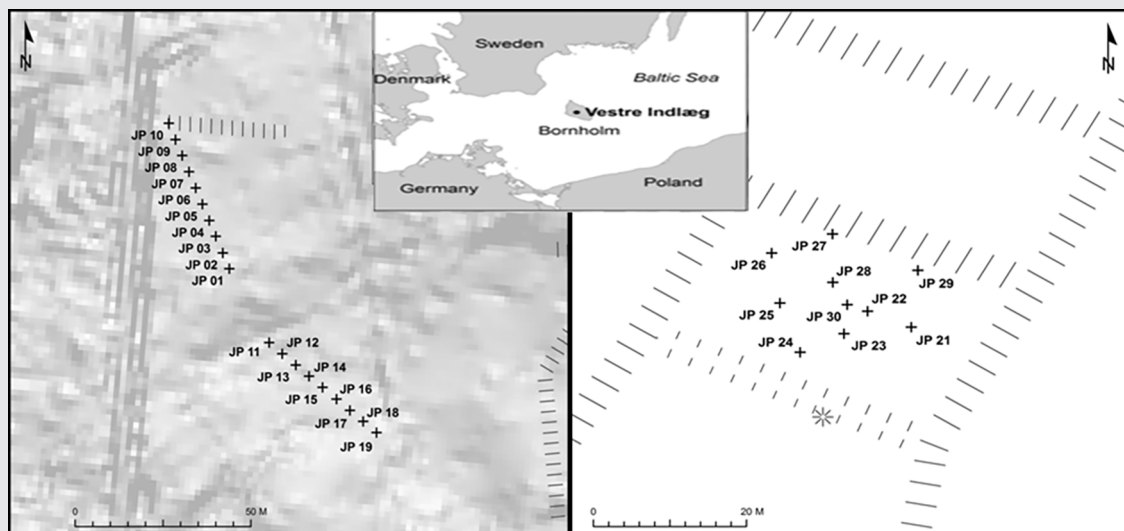 N
JP 10
JP 09
JP 08
JP 07
JP 06
JP 05
JP 04
JP 03
JP 02
JP 01
JP 12
JP 11
JP 14
JP 13
JP 16
JP 15
JP 18
JP 17
JP 19
0 50 M
Sweden
Denmark
Baltic Sea
Vestre Indlæg
Bornholm
Germany
Poland
N
JP 27
JP 26
JP 28
JP 29
JP 22
JP 25
JP 30
JP 21
JP 24
JP 23
0 20 M